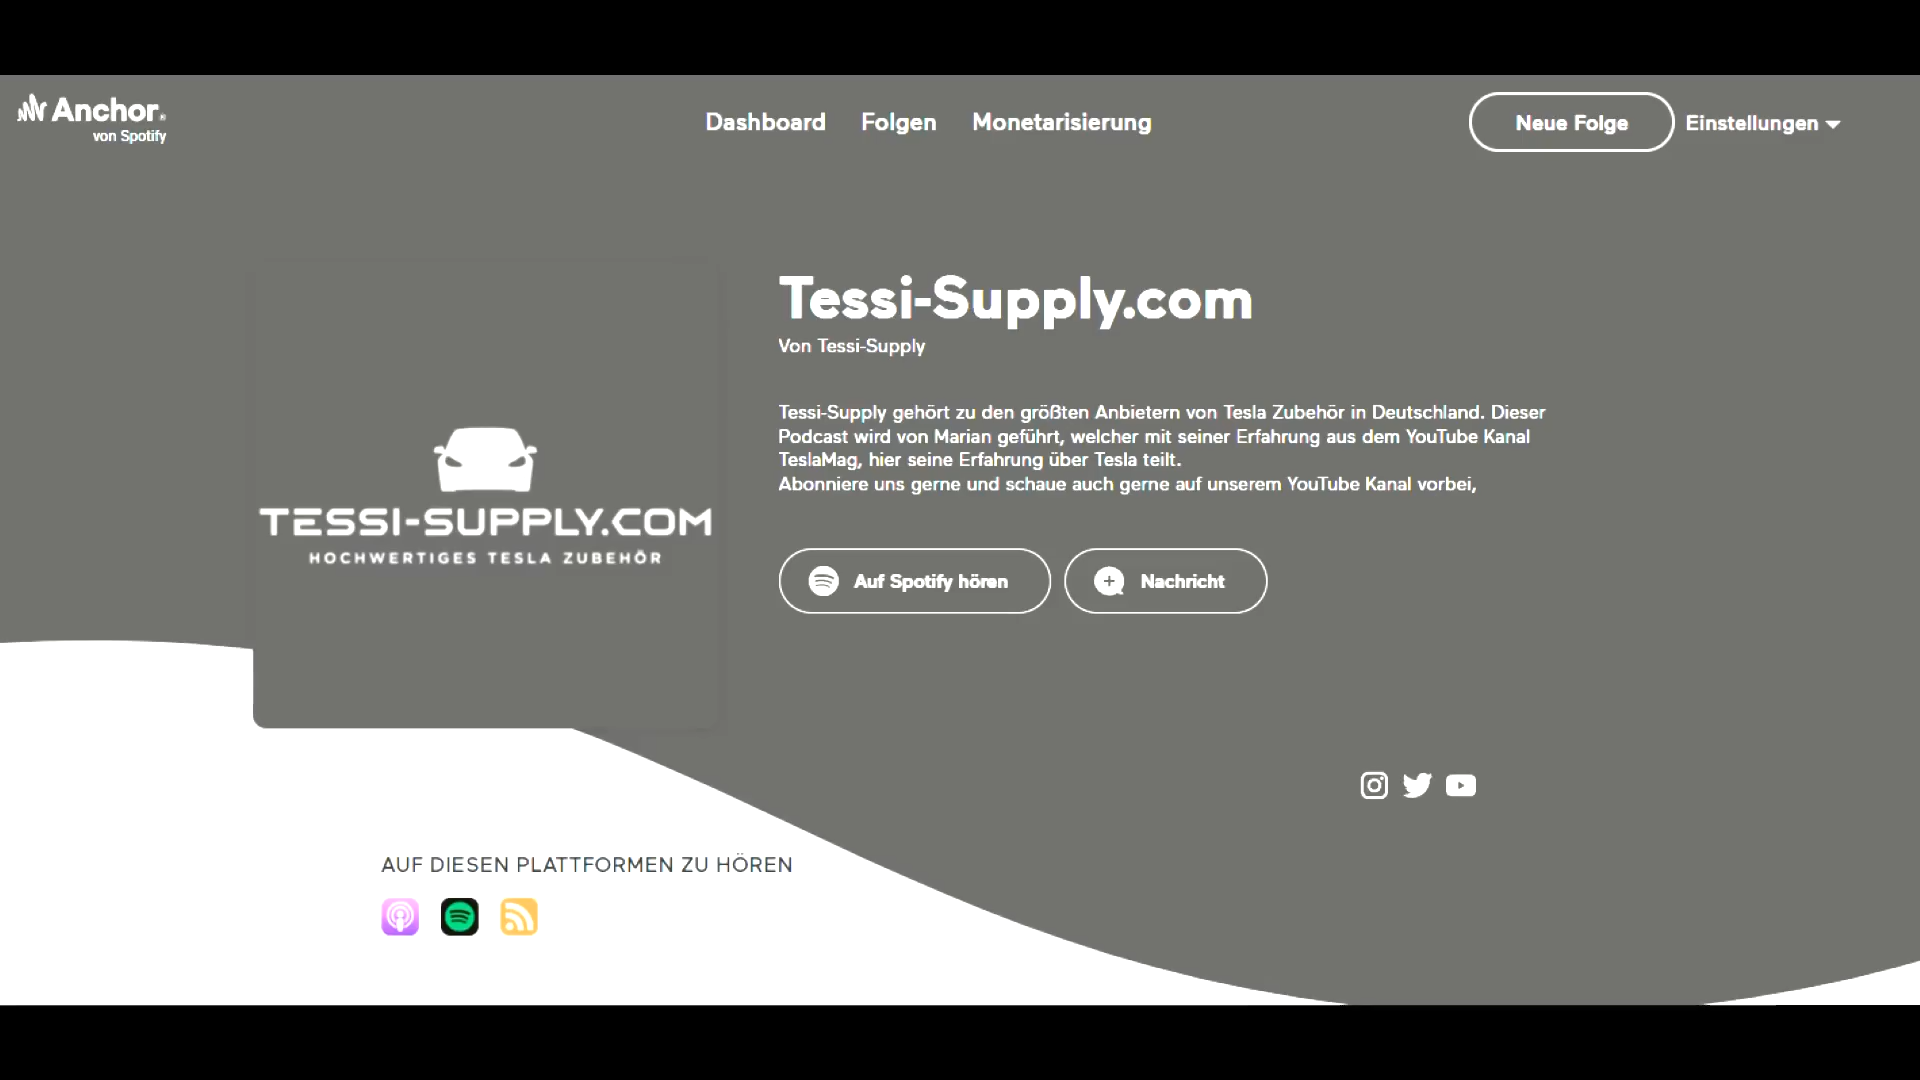 Anchor
von Spotify
Dashboard
Folgen
Monetarisierung
Neue Folge
Einstellungen
TESSI-SUPPLY.COM
HOCHWERTIGES TESLA ZUBEHÖR
Tessi-Supply.com
Von Tessi-Supply
Tessi-Supply gehört zu den größten Anbietern von Tesla Zubehör in Deutschland. Dieser
Podcast wird von Marian geführt, welcher mit seiner Erfahrung aus dem YouTube Kanal
TeslaMag, hier seine Erfahrung über Tesla teilt.
Abonniere uns gerne und schaue auch gerne auf unserem YouTube Kanal vorbei,
Auf Spotify hören
Nachricht
AUF DIESEN PLATTFORMEN ZU HÖREN